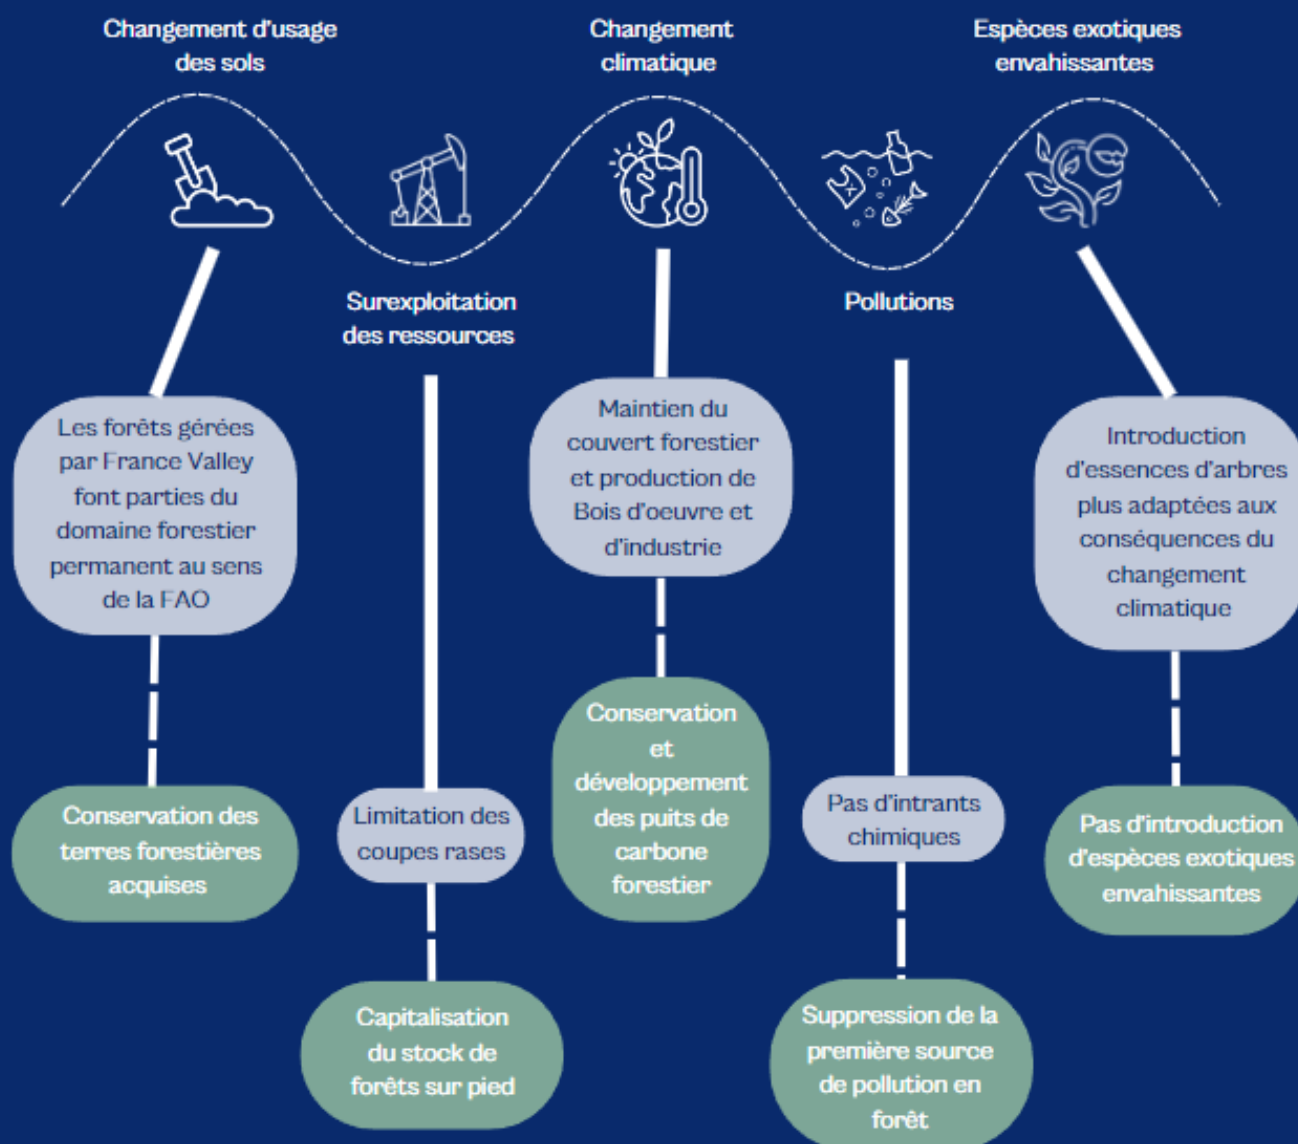 Changement d'usage
des sols
Changement
climatique
Espèces exotiques
envahissantes
Surexploitation
des ressources
Pollutions
Les forêts gérées
par France Valley
font parties du
domaine forestier
permanent au sens
de la FAO
Maintien du
couvert forestier
et production de
Bois d'oeuvre et
d'industrie
Introduction
d'essences d'arbres
plus adaptées aux
conséquences du
changement
climatique
Conservation des
terres forestières
acquises
Limitation des
coupes rases
Conservation
et
développement
des puits de
carbone
forestier
Pas d'intrants
chimiques
Pas d'introduction
d'espèces exotiques
envahissantes
Capitalisation
du stock de
forêts sur pied
Suppression de la
première source
de pollution en
forêt